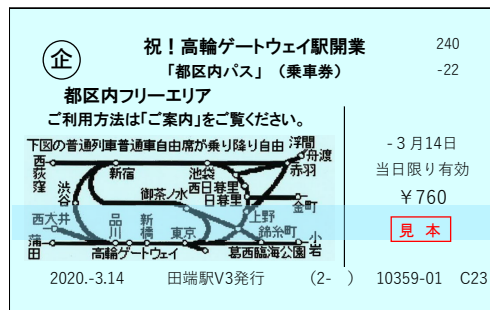 企
祝！高輪ゲートウェイ駅開業
240
「都区内パス」（乗車券）
-22
都区内フリーエリア
ご利用方法は「ご案内」をご覧ください。
下図の普通列車普通車自由席が乗り降り自由
浮間舟渡
西荻窪
新宿
池袋
赤羽
渋谷
御茶ノ水
西日暮里
日暮里
金町
西大井
品川
新橋
東京
上野
錦糸町
蒲田
高輪ゲートウェイ
葛西臨海公園
小岩
-３月14日
当日限り有効
￥760
見 本
2020.-3.14 田端駅V3発行 (2- ) 10359-01 C23